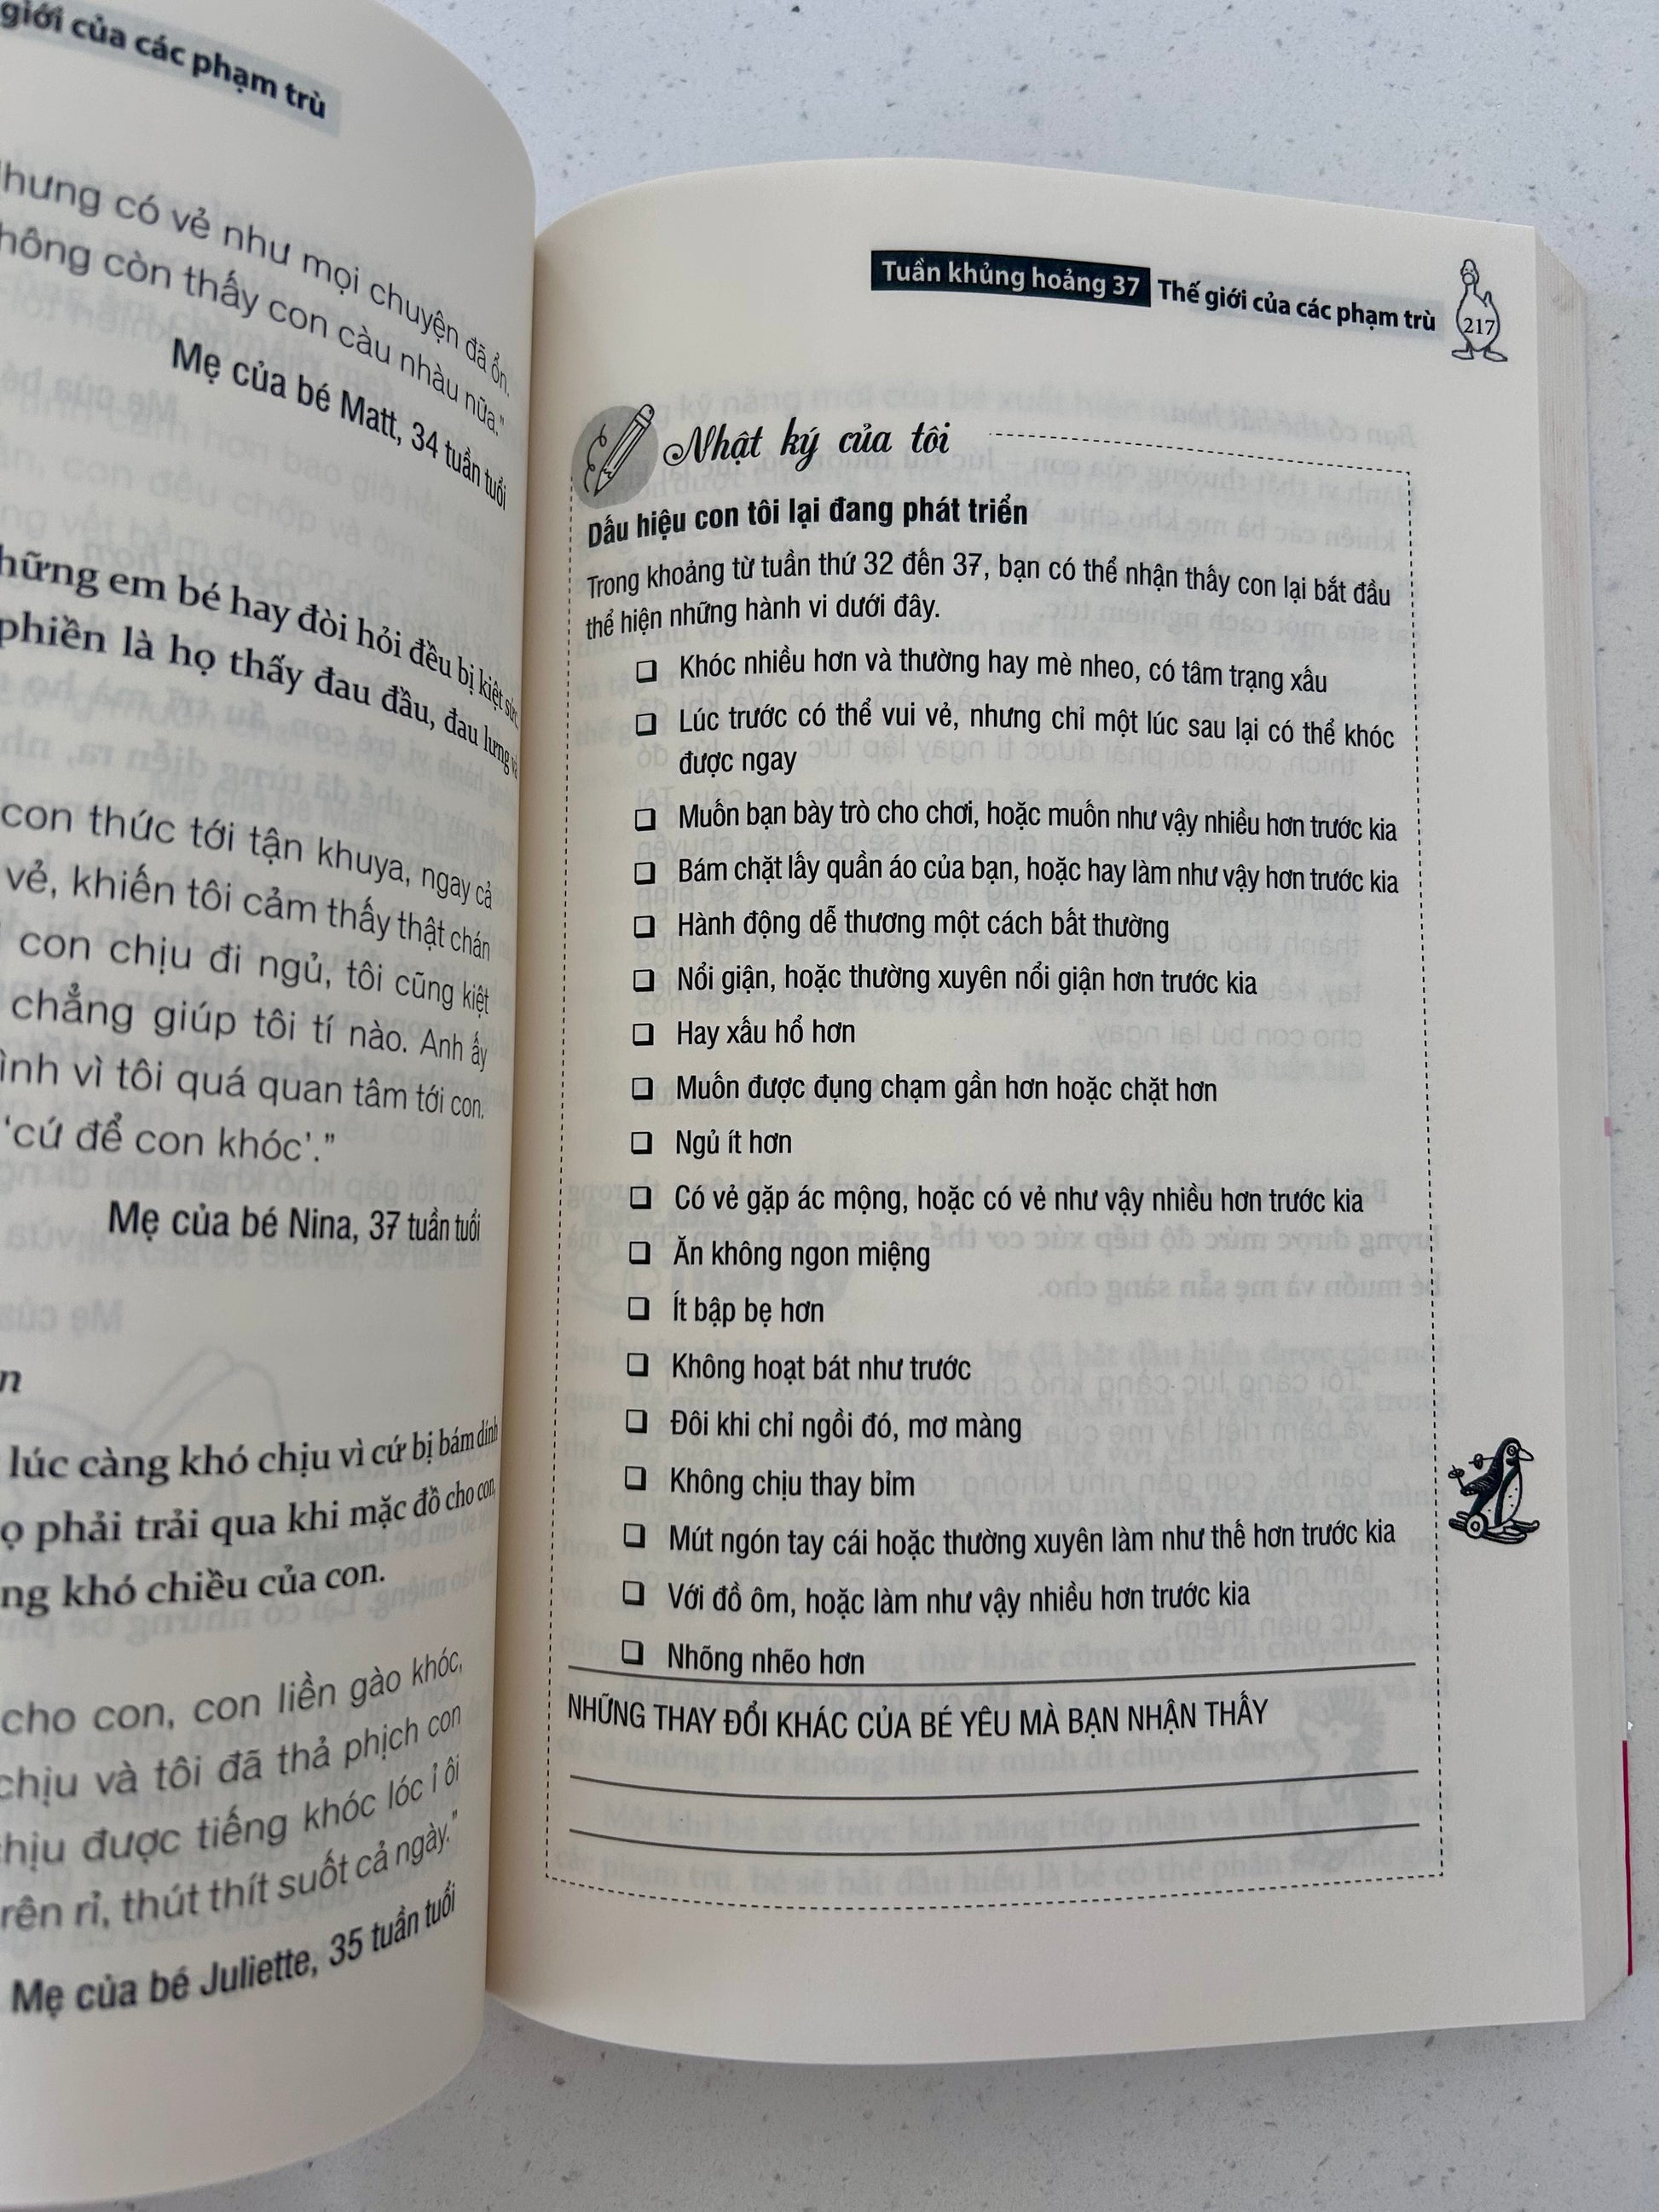 giới của các phạm trù
có vẻ như mọi chuyện đã ổn.
còn thấy con càu nhàu nữa."
Mẹ của bé Matt, 34 tuần tuổi
em bé hay đòi hỏi đều bị kiệt sức,
phiền là họ thấy đau đầu, đau lưng và
con thức tới tận khuya, ngay cả
vẻ, khiến tôi cảm thấy thật chán
con chịu đi ngủ, tôi cũng kiệt
chẳng giúp tôi tí nào. Anh ấy
vì tôi quá quan tâm tới con.
'cứ để con khóc'."
Mẹ của bé Nina, 37 tuần tuổi
lúc càng khó chịu vì cứ bị bám dính
phải trải qua khi mặc đồ cho con,
khó chiều của con.
cho con, con liền gào khóc,
chịu và tôi đã thả phịch con
chịu được tiếng khóc lóc ỉ ôi
rên rỉ, thút thít suốt cả ngày."
Mẹ của bé Juliette, 35 tuần tuổi
Tuần khủng hoảng 37 Thế giới của các phạm trù 217
Nhật ký của tôi
Dấu hiệu con tôi lại đang phát triển
Trong khoảng từ tuần thứ 32 đến 37, bạn có thể nhận thấy con lại bắt đầu
thể hiện những hành vi dưới đây.
❑ Khóc nhiều hơn và thường hay mè nheo, có tâm trạng xấu
❑ Lúc trước có thể vui vẻ, nhưng chỉ một lúc sau lại có thể khóc
được ngay
❑ Muốn bạn bày trò cho chơi, hoặc muốn như vậy nhiều hơn trước kia
❑ Bám chặt lấy quần áo của bạn, hoặc hay làm như vậy hơn trước kia
❑ Hành động dễ thương một cách bất thường
❑ Nổi giận, hoặc thường xuyên nổi giận hơn trước kia
❑ Hay xấu hổ hơn
❑ Muốn được đụng chạm gần hơn hoặc chặt hơn
❑ Ngủ ít hơn
❑ Có vẻ gặp ác mộng, hoặc có vẻ như vậy nhiều hơn trước kia
❑ Ăn không ngon miệng
❑ Ít bập bẹ hơn
❑ Không hoạt bát như trước
❑ Đôi khi chỉ ngồi đó, mơ màng
❑ Không chịu thay bỉm
❑ Mút ngón tay cái hoặc thường xuyên làm như thế hơn trước kia
❑ Với đồ ôm, hoặc làm như vậy nhiều hơn trước kia
❑ Nhõng nhẽo hơn
NHỮNG THAY ĐỔI KHÁC CỦA BÉ YÊU MÀ BẠN NHẬN THẤY